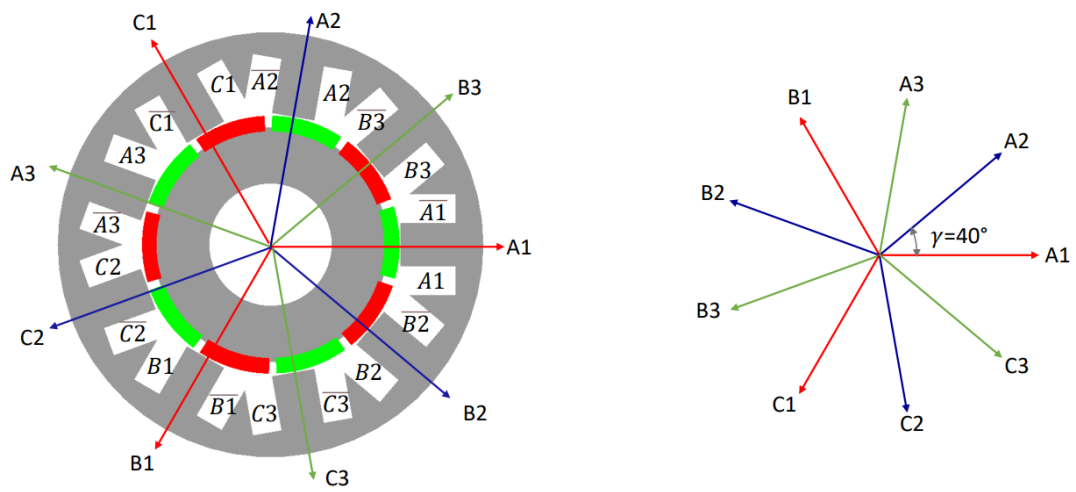 C1
A2
B3
A1
B2
C3
B1
C2
A3
C1
A̅2̅
A2
B̅3̅
B3
A̅1̅
A1
B̅2̅
B2
C̅3̅
C3
B̅1̅
B1
C̅2̅
C2
A̅3̅
A3
C̅1̅
A3
B1
A2
B2
γ=40°
A1
B3
C3
C1
C2